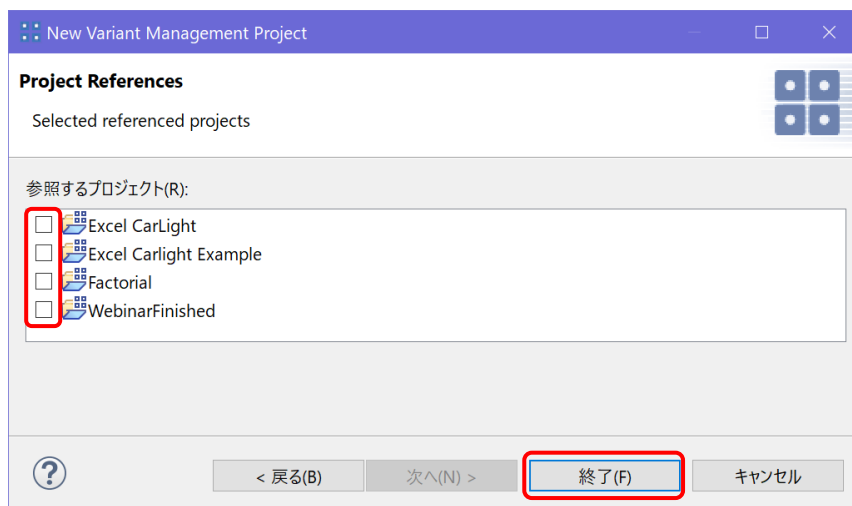 New Variant Management Project
Project References
Selected referenced projects
参照するプロジェクト(R):
Excel CarLight
Excel Carlight Example
Factorial
WebinarFinished
?
< 戻る(B)
次へ(N) >
終了(F)
キャンセル